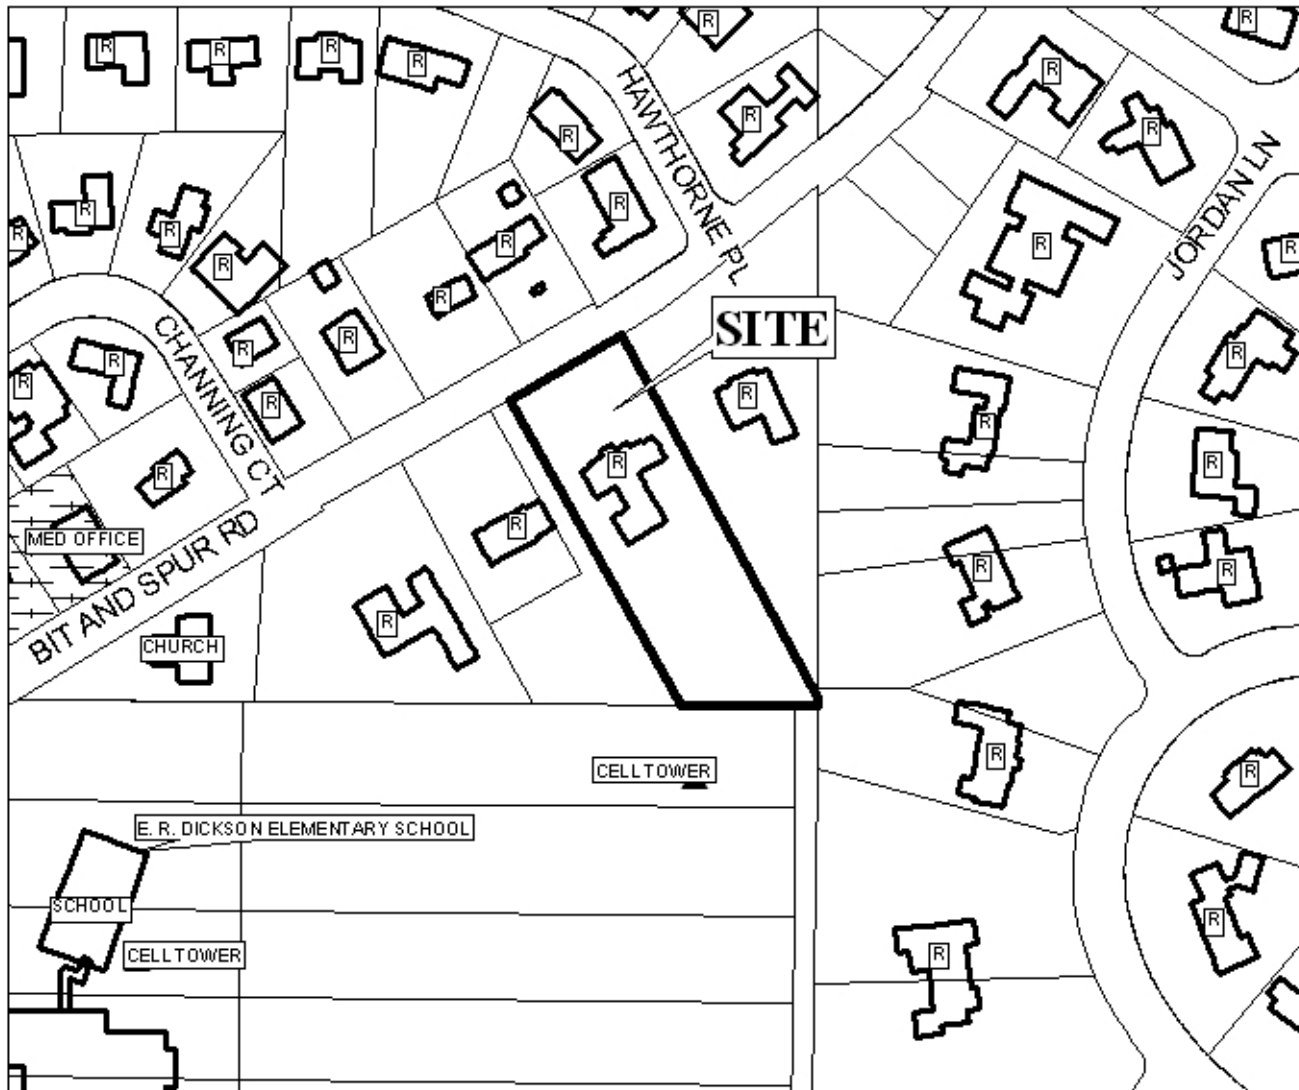 R
R
R
R
R
R
R
R
R
R
HAWTHORNE PL
R
R
R
JORDAN LN
R
R
R
R
R
R
R
R
R
R
R
SITE
R
R
R
R
CHANNING CT
R
R
R
R
R
R
R
R
MED OFFICE
BIT AND SPUR RD
R
R
R
CHURCH
R
CELLTOWER
R
E. R. DICKSON ELEMENTARY SCHOOL
SCHOOL
R
CELLTOWER
R